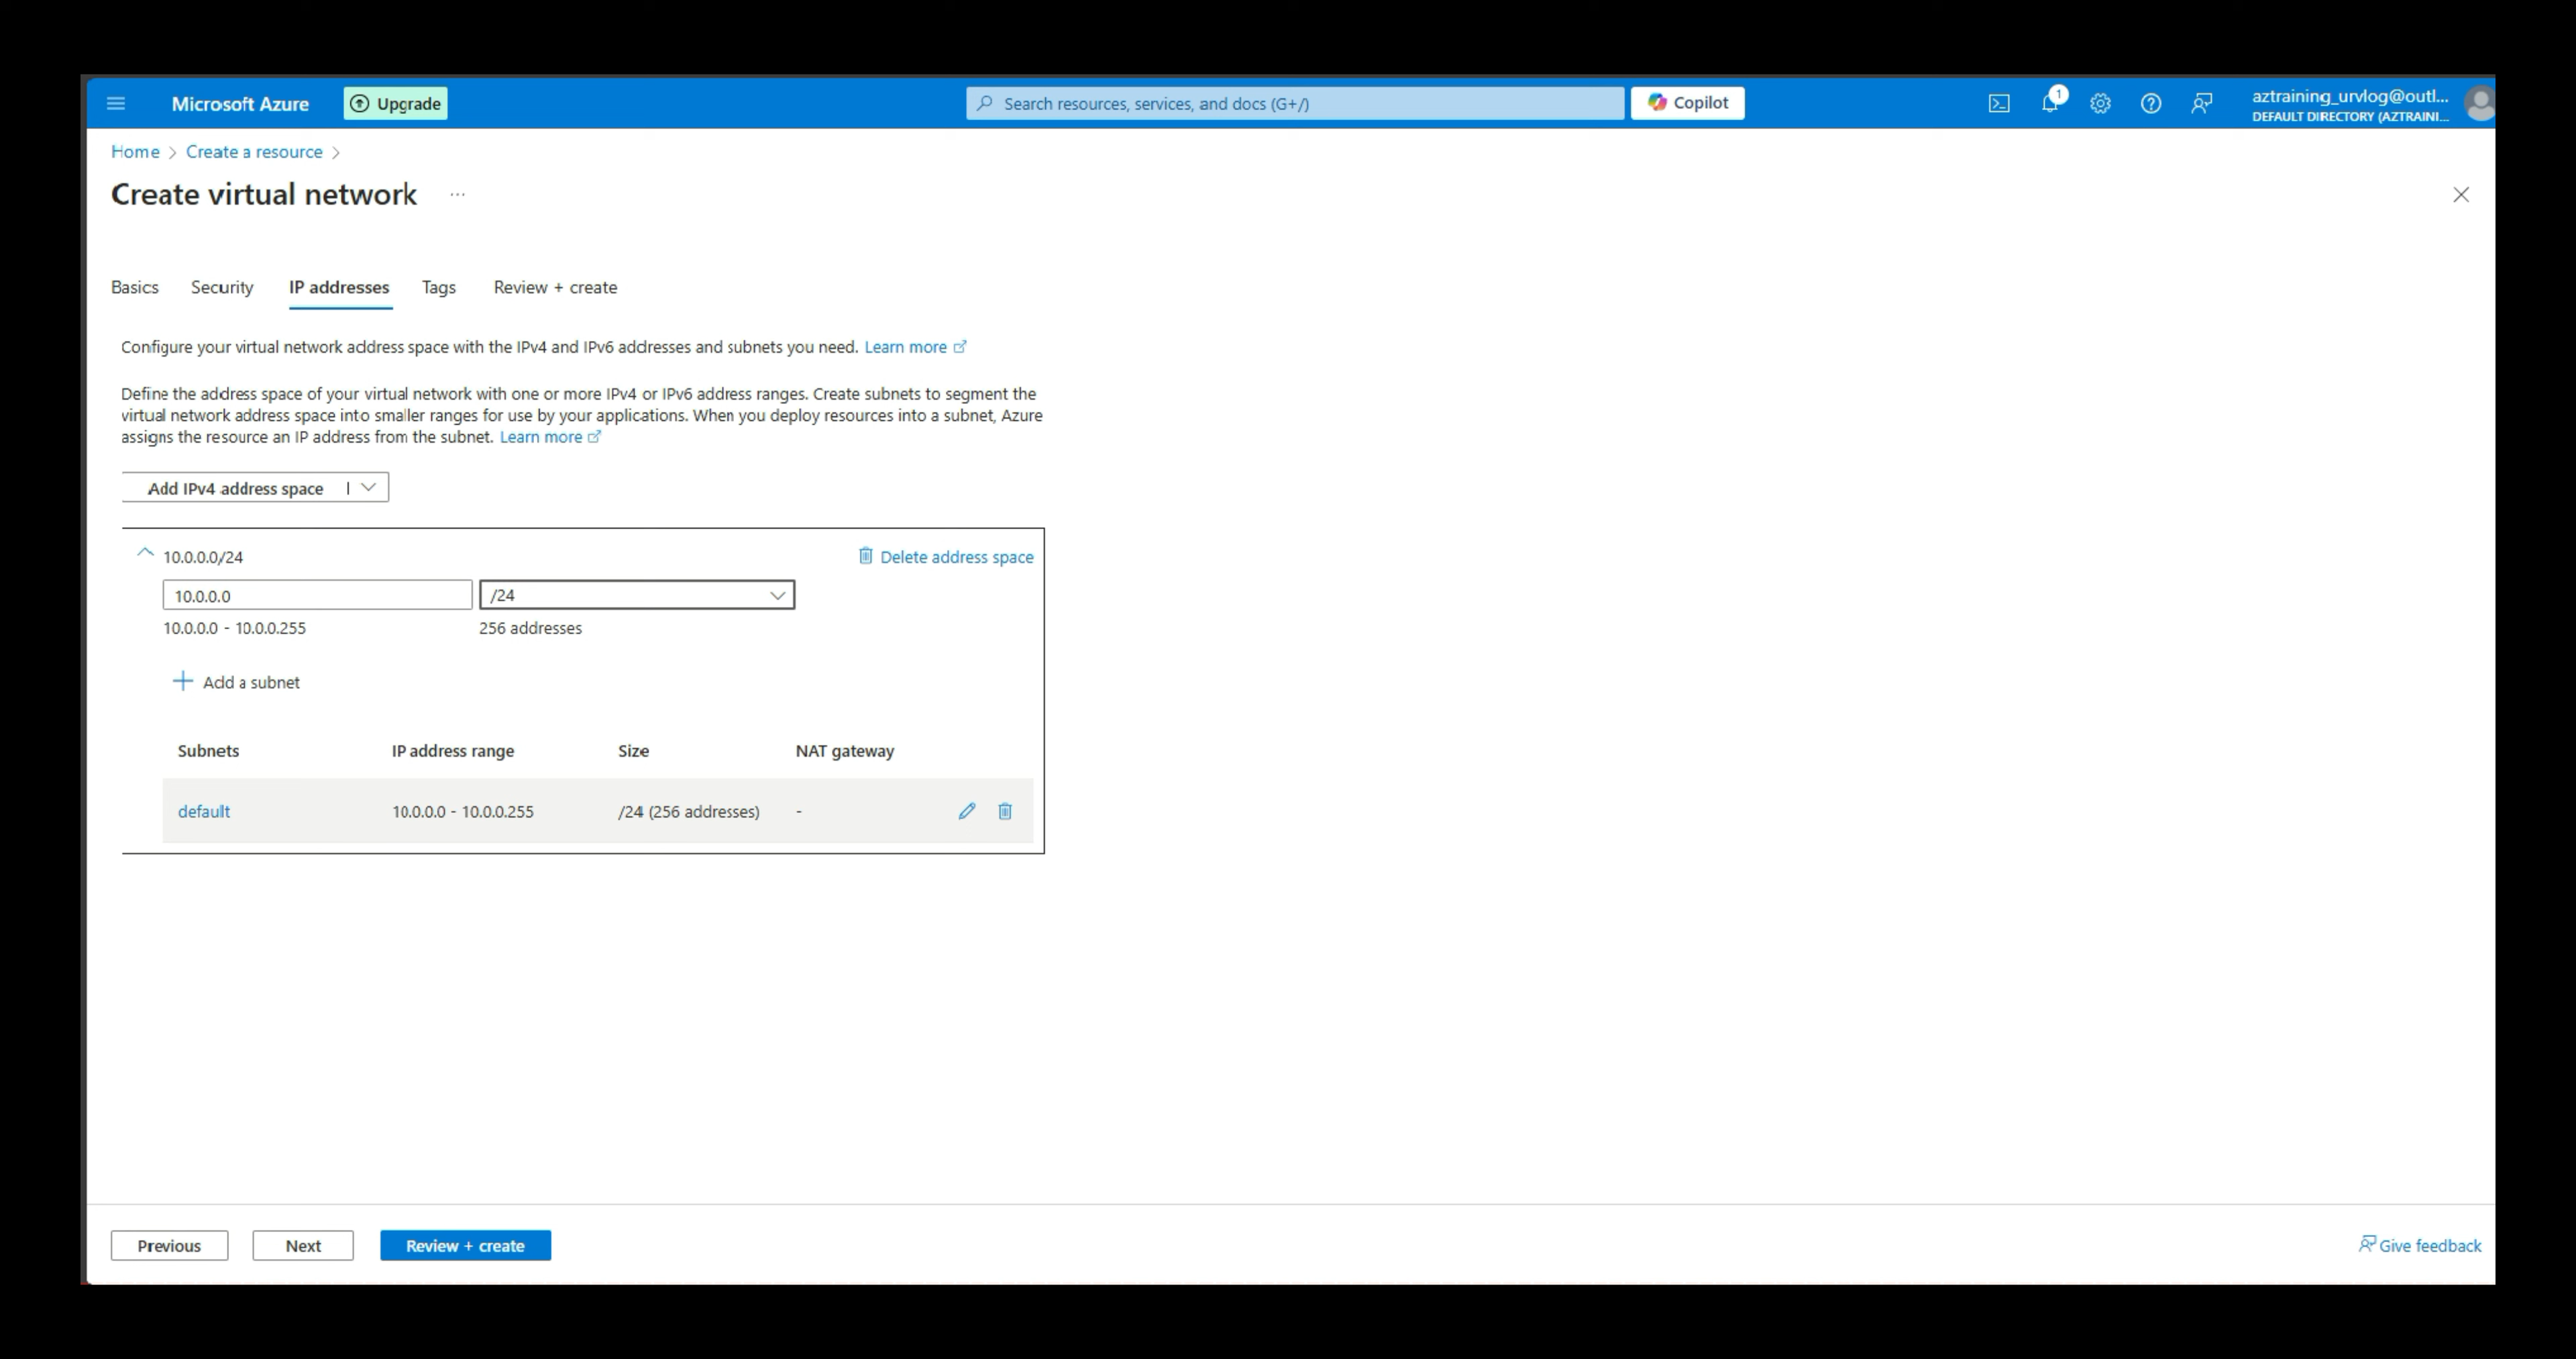 Microsoft Azure
Upgrade
Search resources, services, and docs (G+/)
Copilot
1
aztraining_urvlog@outl...
DEFAULT DIRECTORY (AZTRAINI...
Home > Create a resource >
Create virtual network ...
Basics Security IP addresses Tags Review + create
Configure your virtual network address space with the IPv4 and IPv6 addresses and subnets you need. Learn more
Define the address space of your virtual network with one or more IPv4 or IPv6 address ranges. Create subnets to segment the
virtual network address space into smaller ranges for use by your applications. When you deploy resources into a subnet, Azure
assigns the resource an IP address from the subnet. Learn more
Add IPv4 address space |
10.0.0.0/24 Delete address space
10.0.0.0 /24
10.0.0.0 - 10.0.0.255 256 addresses
+ Add a subnet
Subnets IP address range Size NAT gateway
default 10.0.0.0 - 10.0.0.255 /24 (256 addresses) -
Previous Next Review + create Give feedback